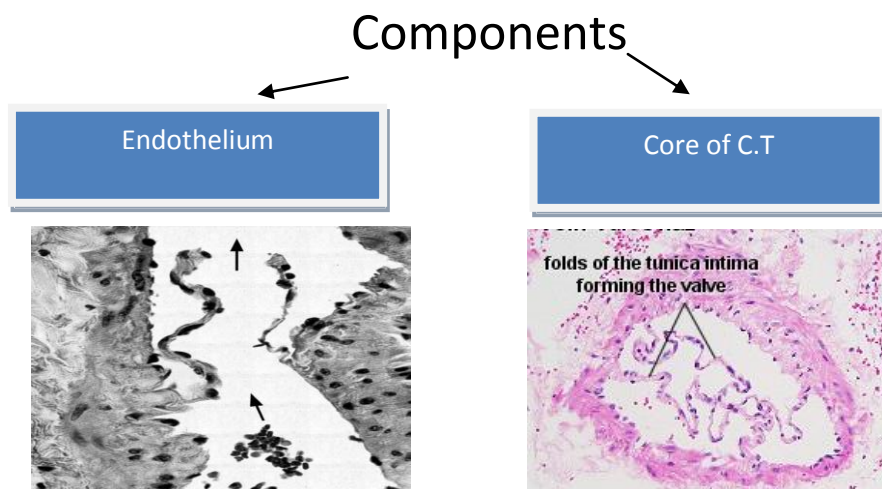 Components
Endothelium
Core of C.T
folds of the tunica intima
forming the valve